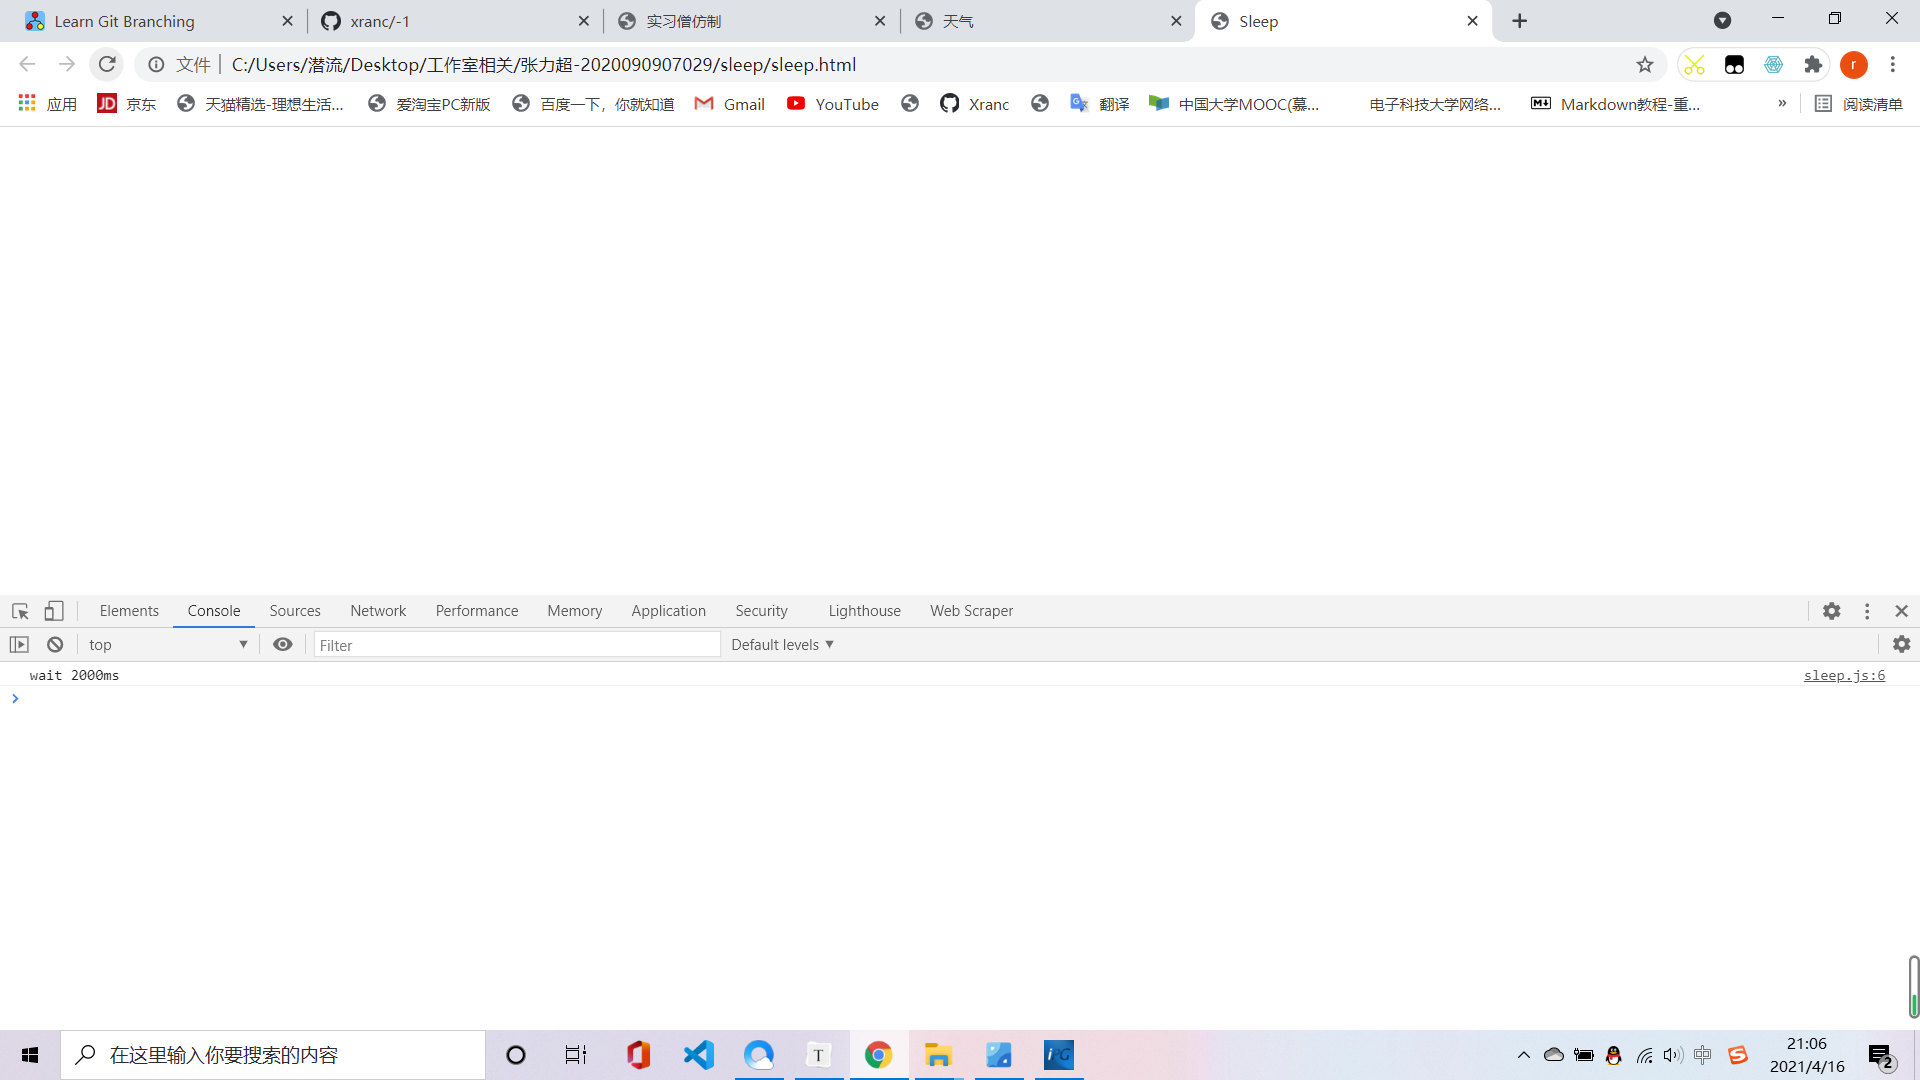 Learn Git Branching
xranc/-1
实习僧仿制
天气
Sleep
文件 | C:/Users/潜流/Desktop/工作室相关/张力超-2020090907029/sleep/sleep.html
r
应用
JD 京东
天猫精选-理想生活...
爱淘宝PC新版
百度一下，你就知道
Gmail
YouTube
Xranc
翻译
中国大学MOOC(慕...
电子科技大学网络...
Markdown教程-重...
»
阅读清单
Elements Console Sources Network Performance Memory Application Security Lighthouse Web Scraper
top Filter Default levels
wait 2000ms sleep.js:6
在这里输入你要搜索的内容
T
iPG
中
21:06
2021/4/16
2